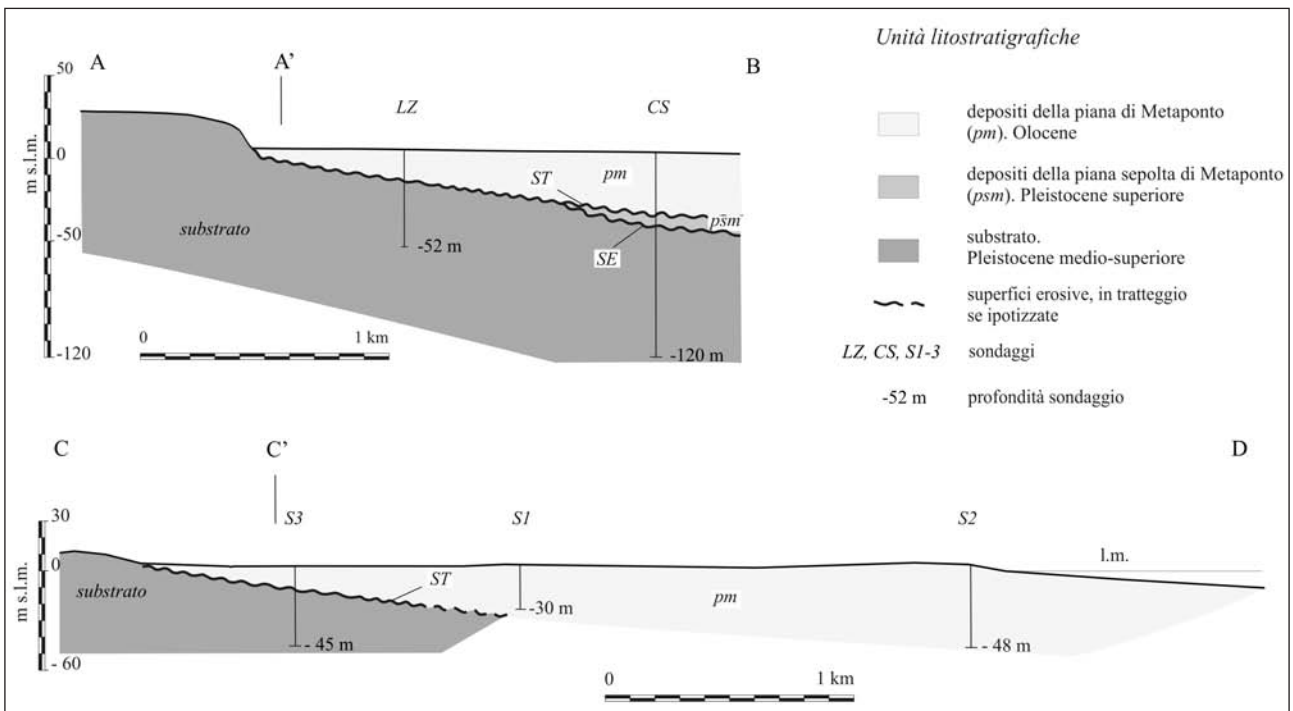 A
A'
B
50
0
-50
-120
m s.l.m.
LZ
CS
ST
pm
psm
SE
substrato
-52 m
-120 m
0
1 km
Unità litostratigrafiche
depositi della piana di Metaponto
(pm). Olocene
depositi della piana sepolta di Metaponto
(psm). Pleistocene superiore
substrato.
Pleistocene medio-superiore
superfici erosive, in tratteggio
se ipotizzate
LZ, CS, S1-3
sondaggi
-52 m
profondità sondaggio
C
C'
D
30
0
- 60
m s.l.m.
S3
S1
S2
l.m.
substrato
ST
pm
-30 m
- 45 m
- 48 m
0
1 km